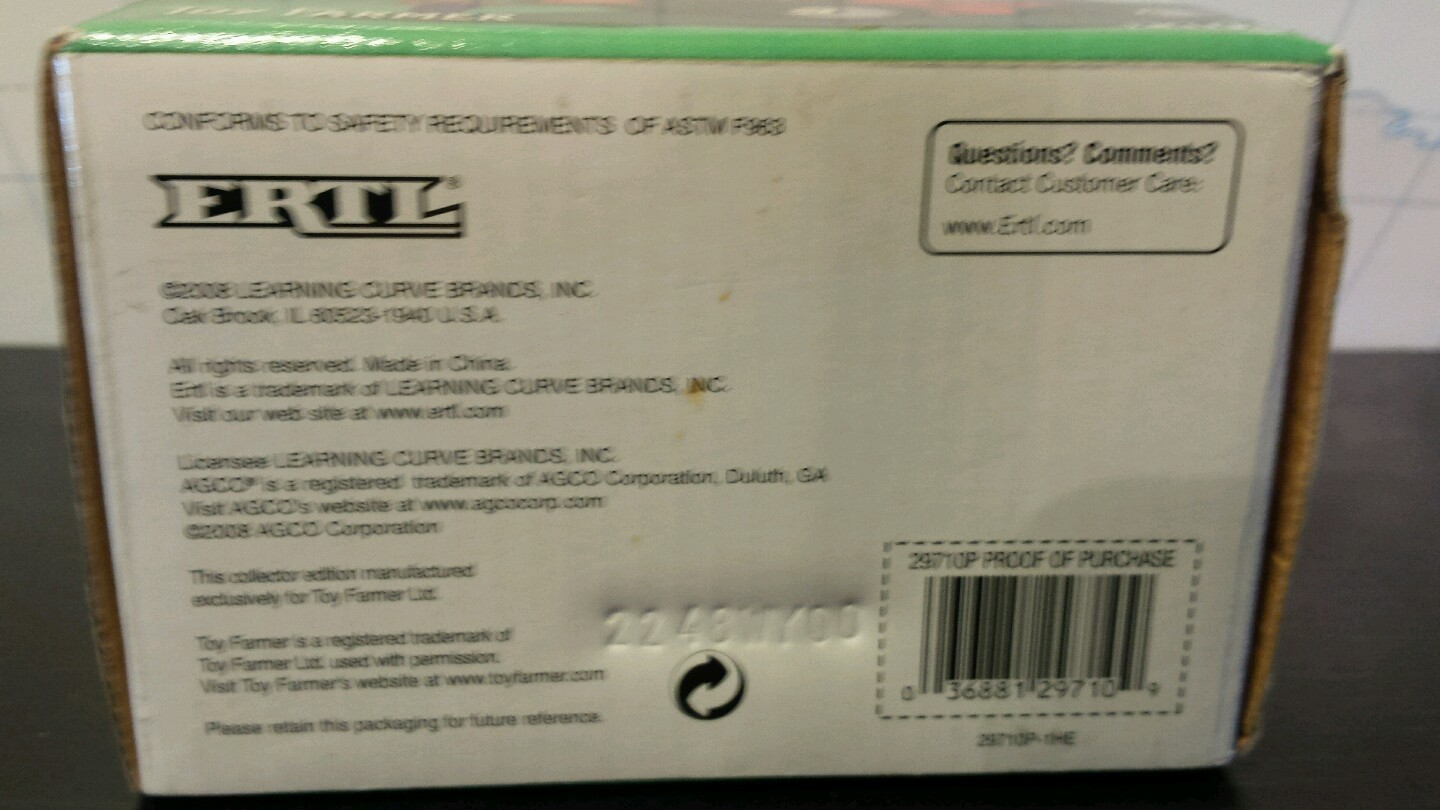 TOY FARMER
CONFORMS TO SAFETY REQUIREMENTS OF ASTM F963
ERTL®
Questions? Comments?
Contact Customer Care:
www.Ertl.com
©2008 LEARNING CURVE BRANDS, INC.
Oak Brook, IL 60523-1940 U.S.A.
All rights reserved. Made in China.
Ertl is a trademark of LEARNING CURVE BRANDS, INC.
Visit our web site at www.ertl.com
Licensee LEARNING CURVE BRANDS, INC.
AGCO® is a registered trademark of AGCO Corporation, Duluth, GA
Visit AGCO's website at www.agcocorp.com
©2008 AGCO Corporation
This collector edition manufactured
exclusively for Toy Farmer Ltd.
Toy Farmer is a registered trademark of
Toy Farmer Ltd. used with permission.
Visit Toy Farmer's website at www.toyfarmer.com
Please retain this packaging for future reference.
29710P PROOF OF PURCHASE
0 36881 29710 9
29710P-1HE